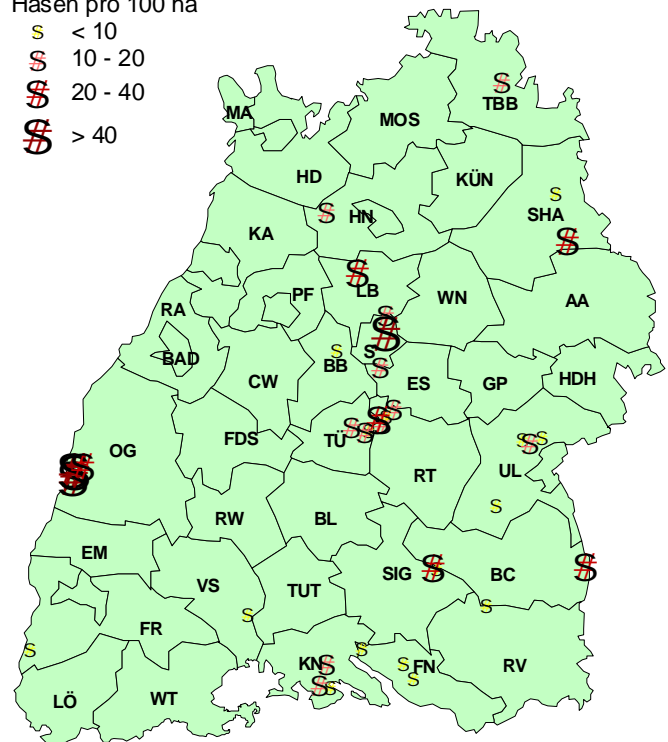 Hasen pro 100 ha
< 10
10 - 20
20 - 40
> 40
MA
TBB
MOS
KÜN
HD
SHA
HN
KA
PF
LB
WN
AA
RA
S
BAD
BB
CW
ES
GP
HDH
OG
FDS
TÜ
UL
RT
RW
BL
EM
VS
TUT
SIG
BC
FR
KN
FN
RV
LÖ
WT